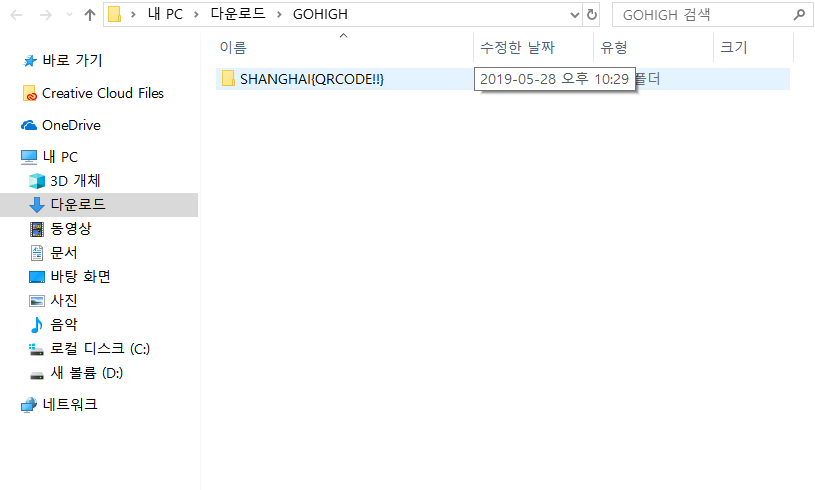 내 PC > 다운로드 > GOHIGH
GOHIGH 검색
이름 수정한 날짜 유형 크기
SHANGHAI{QRCODE!!} 2019-05-28 오후 10:29 폴더
바로 가기
Creative Cloud Files
OneDrive
내 PC
3D 개체
다운로드
동영상
문서
바탕 화면
사진
음악
로컬 디스크 (C:)
새 볼륨 (D:)
네트워크